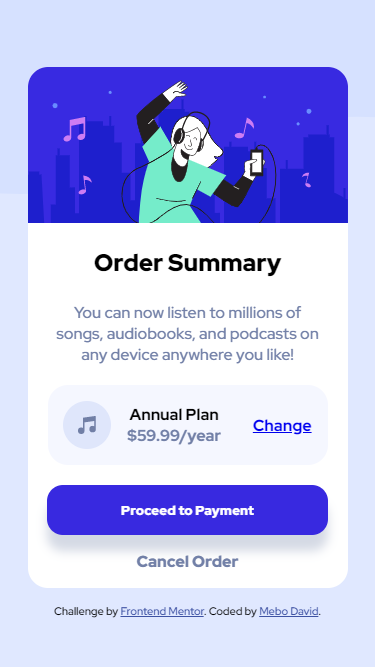 Order Summary
You can now listen to millions of
songs, audiobooks, and podcasts on
any device anywhere you like!
Annual Plan
$59.99/year
Change
Proceed to Payment
Cancel Order
Challenge by Frontend Mentor. Coded by Mebo David.